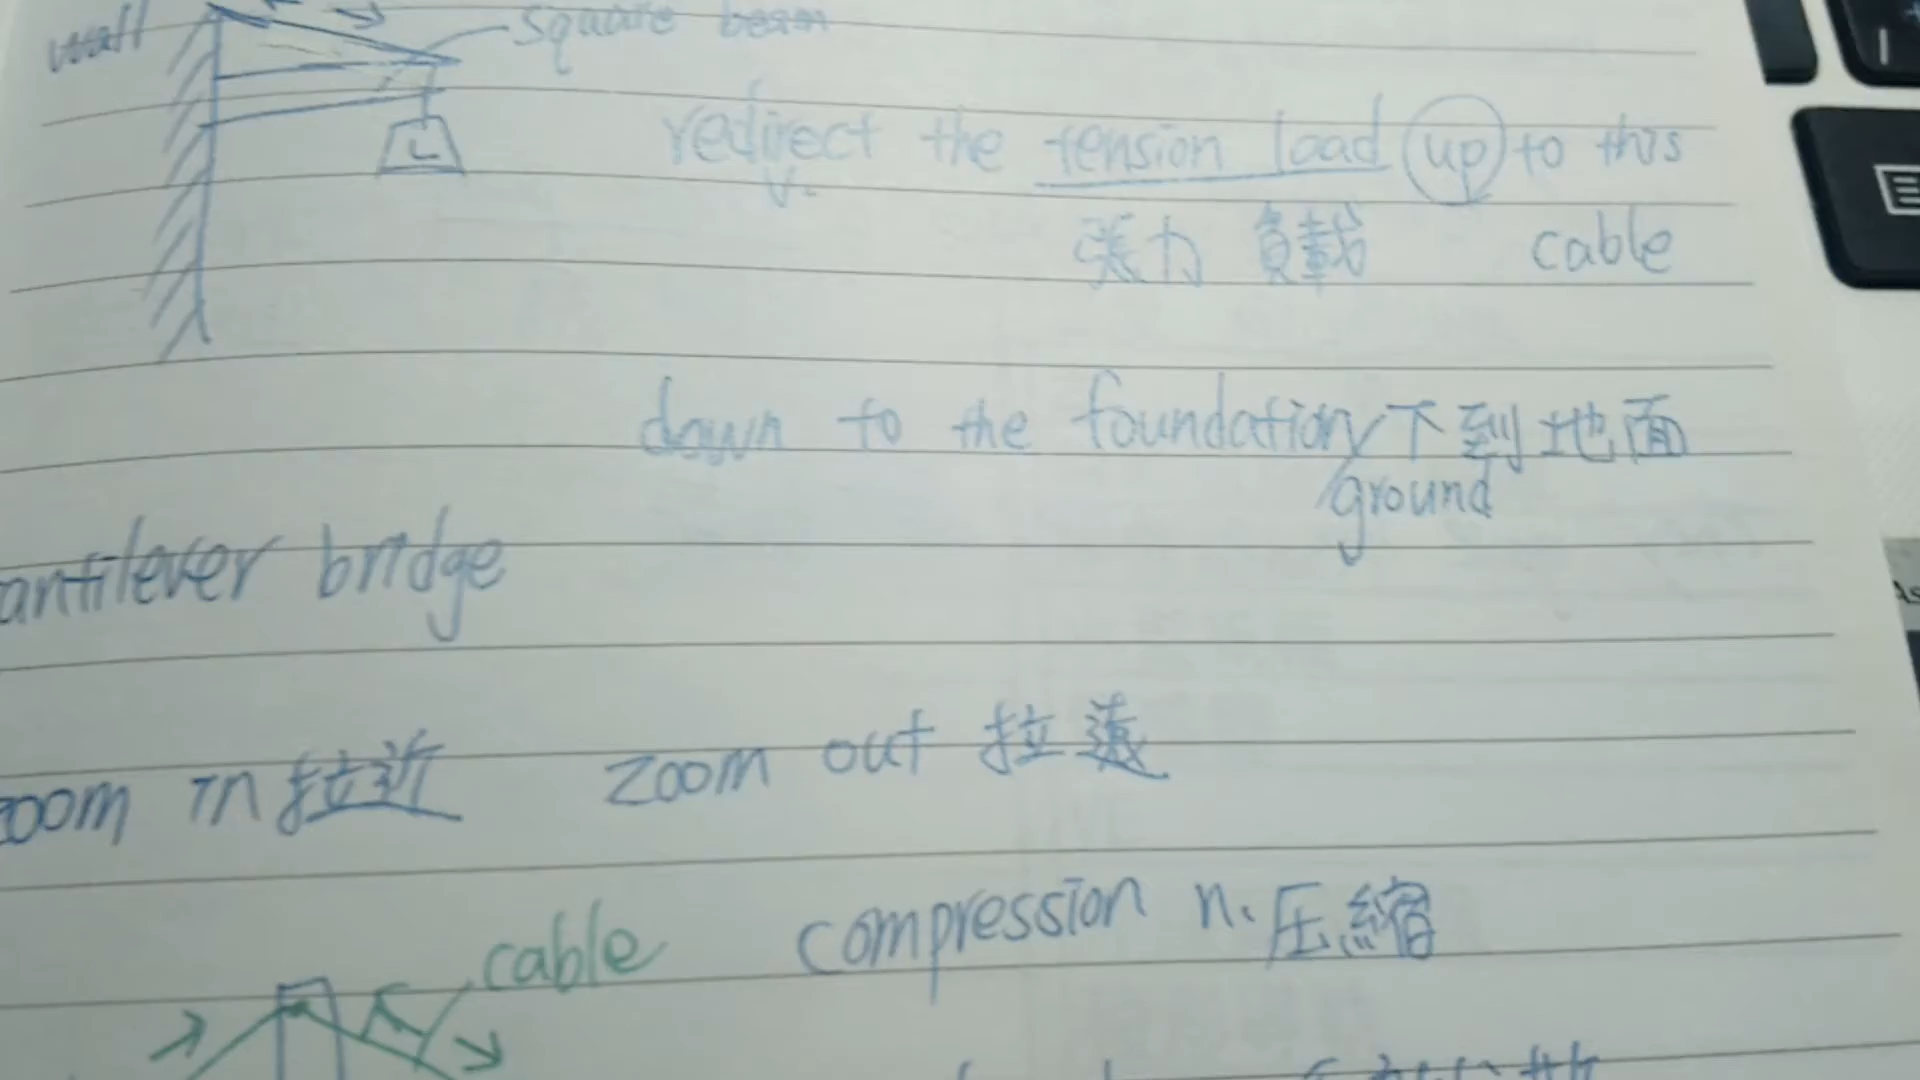 wall
square beam
L
redirect the tension load up to this
v.
張力 負載 cable
down to the foundation 下到地面
ground
antilever bridge
zoom in 拉近 zoom out 拉遠
cable compression n. 压縮